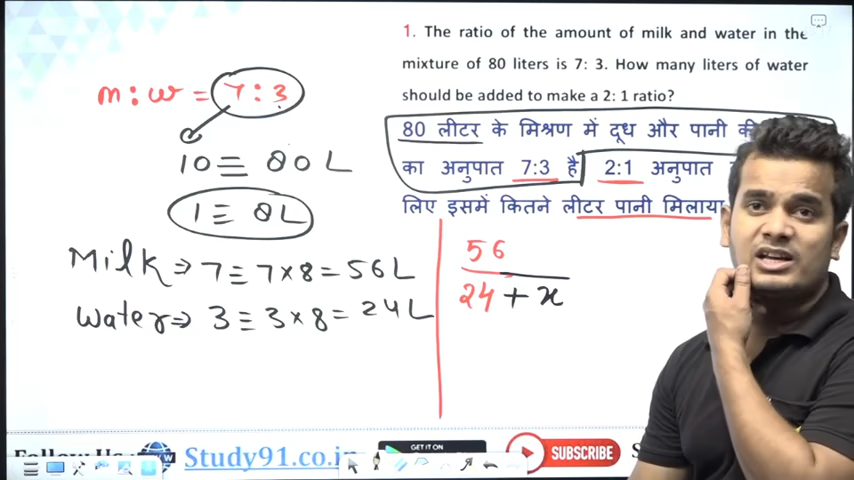 1. The ratio of the amount of milk and water in the
mixture of 80 liters is 7: 3. How many liters of water
should be added to make a 2: 1 ratio?
80 लीटर के मिश्रण में दूध और पानी की
का अनुपात 7:3 है 2:1 अनुपात
लिए इसमें कितने लीटर पानी मिलाया
m:w = 7:3
10 ≡ 80 L
1 ≡ 8L
Milk ⇒ 7 ≡ 7×8 = 56L
Water ⇒ 3 ≡ 3×8 = 24L
56
24 + x
Follow Us
W
Study91.co.in
GET IT ON
SUBSCRIBE
S